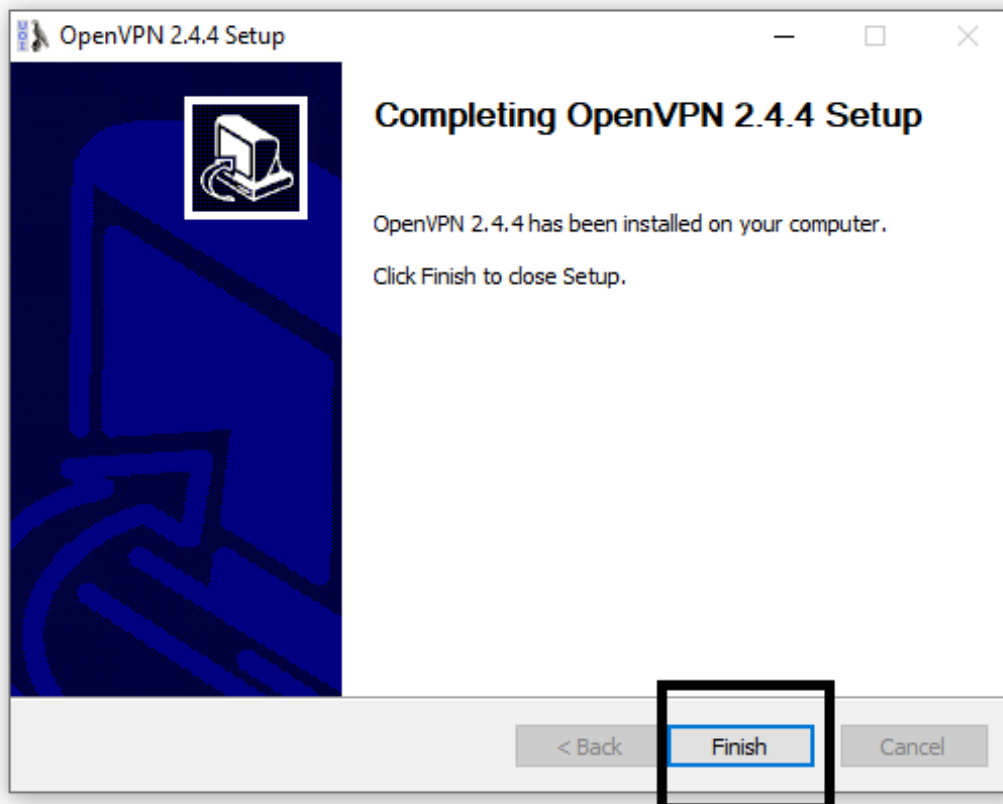 OpenVPN 2.4.4 Setup
Completing OpenVPN 2.4.4 Setup
OpenVPN 2.4.4 has been installed on your computer.
Click Finish to close Setup.
< Back
Finish
Cancel